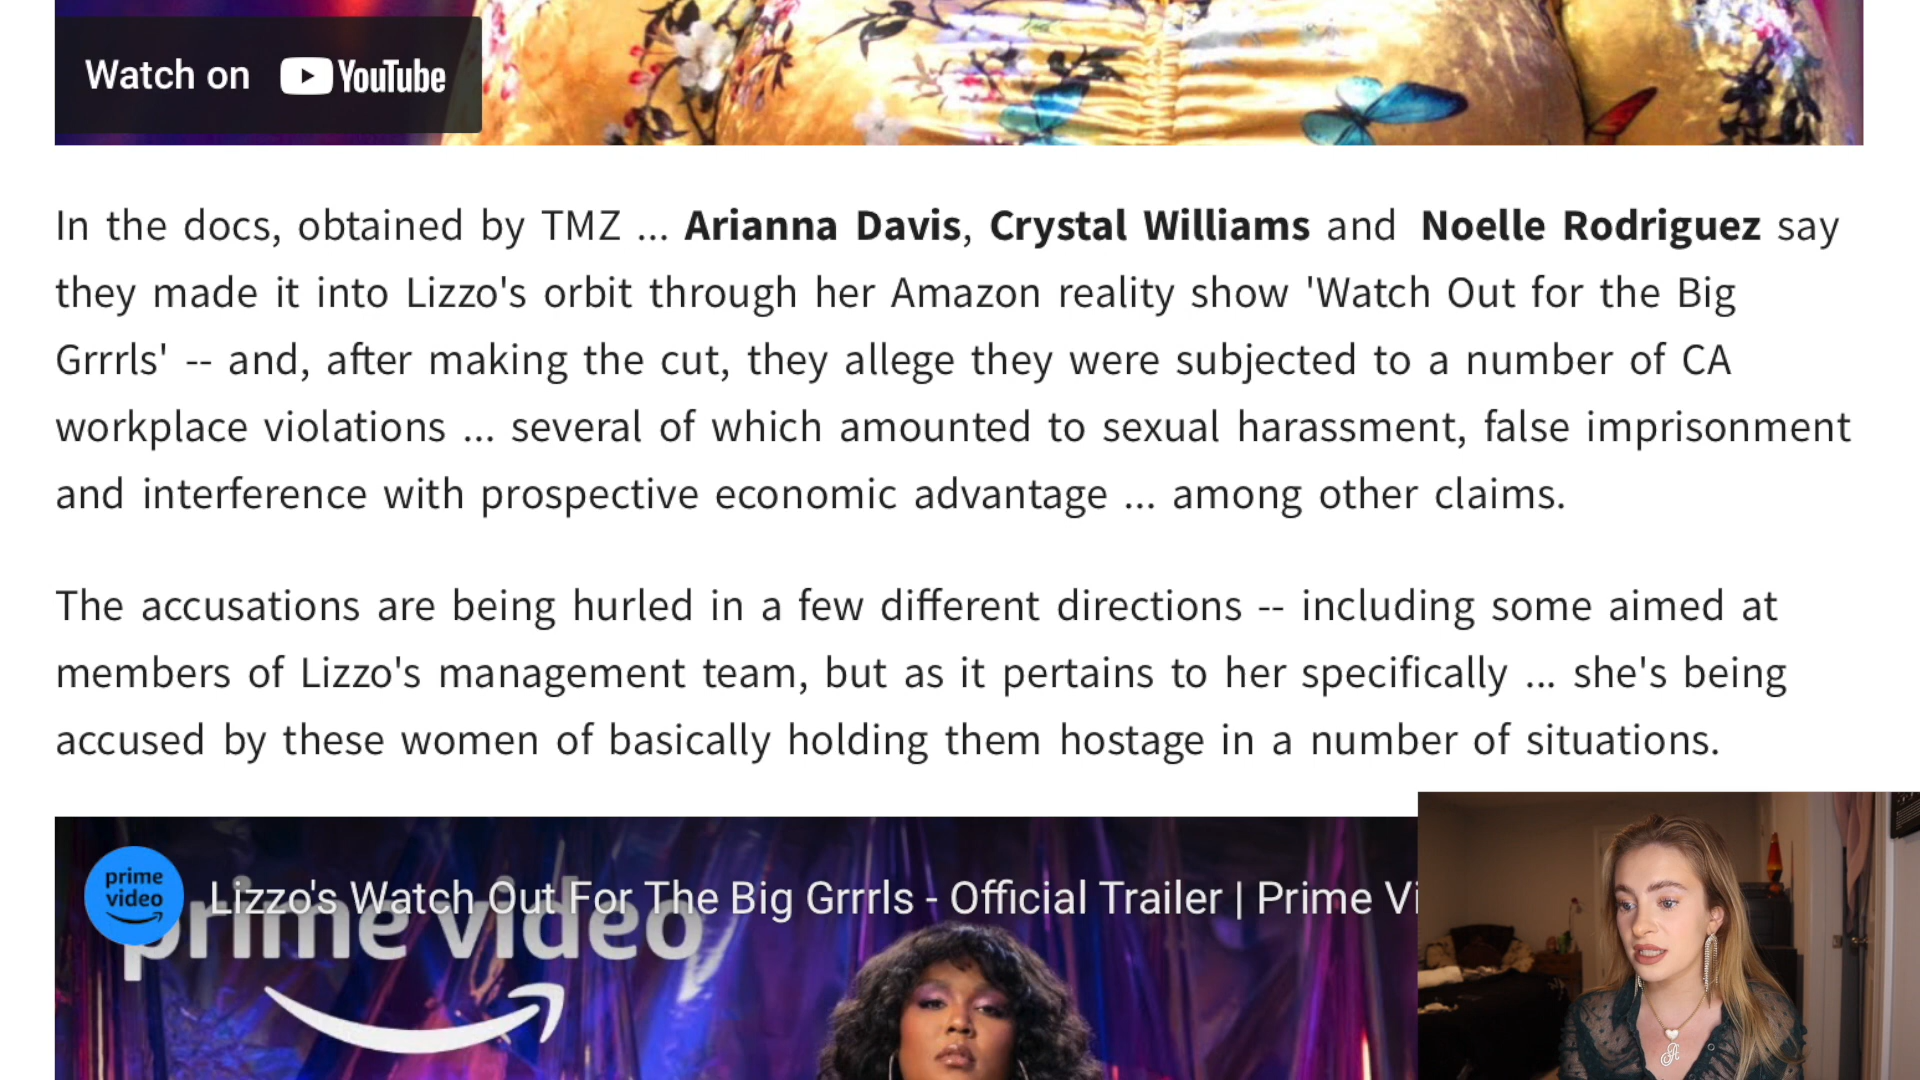 Watch on YouTube
In the docs, obtained by TMZ ... Arianna Davis, Crystal Williams and Noelle Rodriguez say
they made it into Lizzo's orbit through her Amazon reality show 'Watch Out for the Big
Grrrls' -- and, after making the cut, they allege they were subjected to a number of CA
workplace violations ... several of which amounted to sexual harassment, false imprisonment
and interference with prospective economic advantage ... among other claims.
The accusations are being hurled in a few different directions -- including some aimed at
members of Lizzo's management team, but as it pertains to her specifically ... she's being
accused by these women of basically holding them hostage in a number of situations.
prime
video
Lizzo's Watch Out For The Big Grrrls - Official Trailer | Prime Vi
prime video